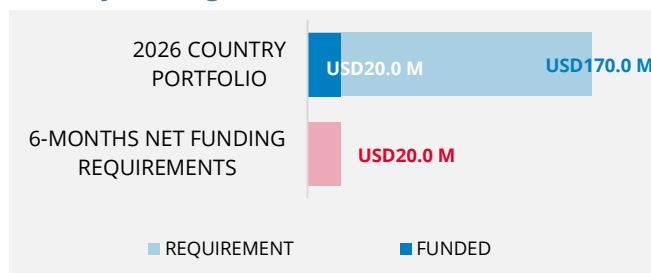 2026 COUNTRY
PORTFOLIO
USD20.0 M
USD170.0 M
6-MONTHS NET FUNDING
REQUIREMENTS
USD20.0 M
REQUIREMENT
FUNDED